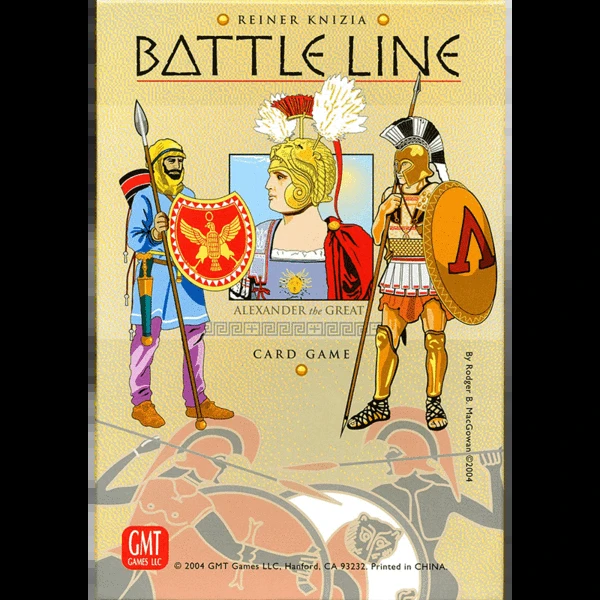 REINER KNIZIA
BATTLE LINE
ALEXANDER the GREAT
CARD GAME
By Rodger B. MacGowan ©2004
Λ
GMT
GAMES LLC
© 2004 GMT Games LLC, Hanford, CA 93232. Printed in CHINA.